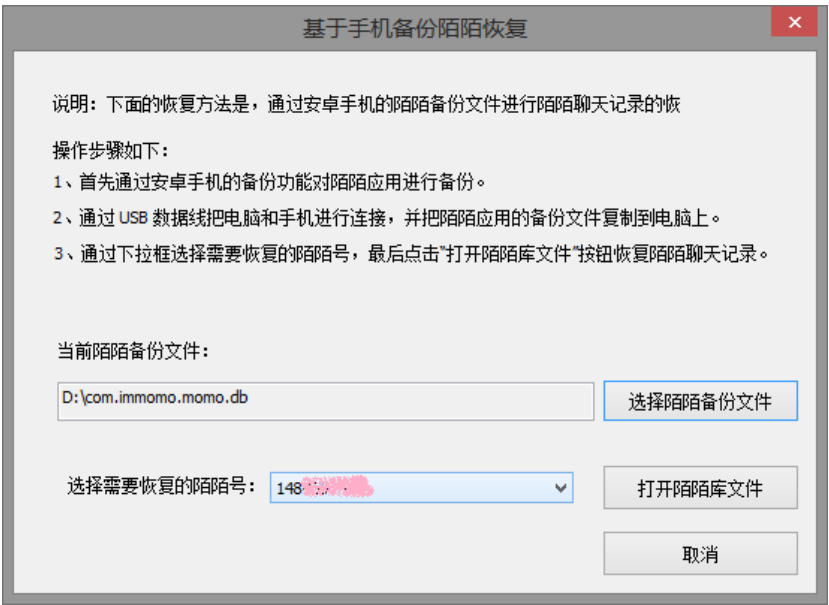 基于手机备份陌陌恢复
说明：下面的恢复方法是，通过安卓手机的陌陌备份文件进行陌陌聊天记录的恢
操作步骤如下：
1、首先通过安卓手机的备份功能对陌陌应用进行备份。
2、通过 USB 数据线把电脑和手机进行连接，并把陌陌应用的备份文件复制到电脑上。
3、通过下拉框选择需要恢复的陌陌号，最后点击"打开陌陌库文件"按钮恢复陌陌聊天记录。
当前陌陌备份文件：
D:\com.immomo.momo.db
选择陌陌备份文件
选择需要恢复的陌陌号：
148
打开陌陌库文件
取消